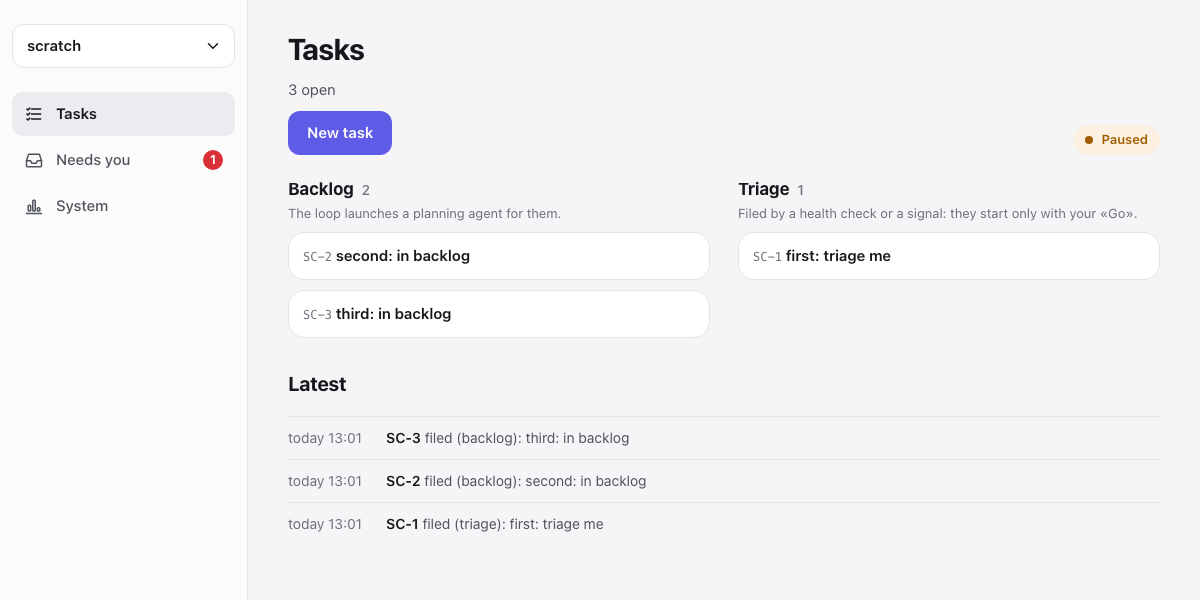 scratch
Tasks
Needs you 1
System
Tasks
3 open
New task
Paused
Backlog 2
The loop launches a planning agent for them.
SC-2 second: in backlog
SC-3 third: in backlog
Triage 1
Filed by a health check or a signal: they start only with your «Go».
SC-1 first: triage me
Latest
today 13:01 SC-3 filed (backlog): third: in backlog
today 13:01 SC-2 filed (backlog): second: in backlog
today 13:01 SC-1 filed (triage): first: triage me